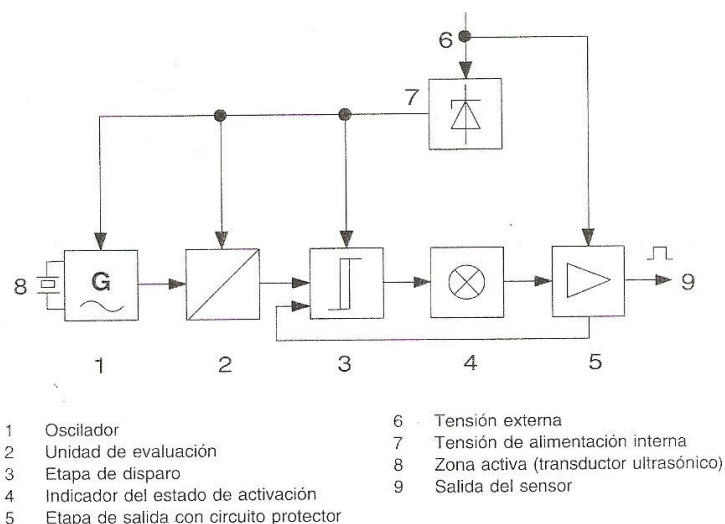 6
7
8
G
9
1
2
3
4
5
1 Oscilador
2 Unidad de evaluación
3 Etapa de disparo
4 Indicador del estado de activación
5 Etapa de salida con circuito protector
6 Tensión externa
7 Tensión de alimentación interna
8 Zona activa (transductor ultrasónico)
9 Salida del sensor